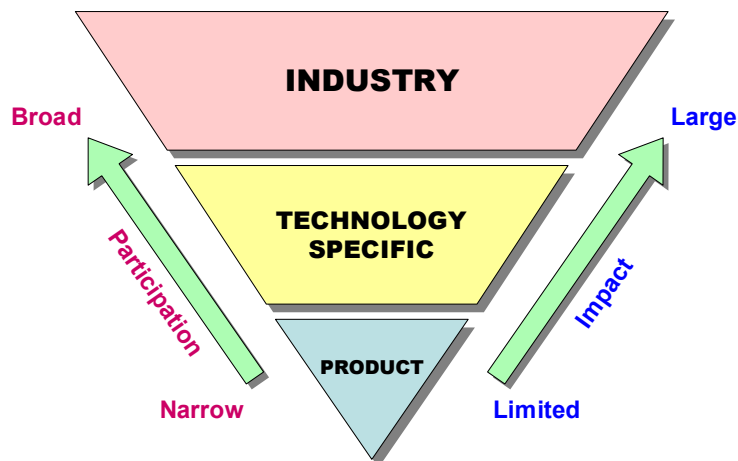 INDUSTRY
Broad
Large
TECHNOLOGY
SPECIFIC
Participation
Impact
PRODUCT
Narrow
Limited